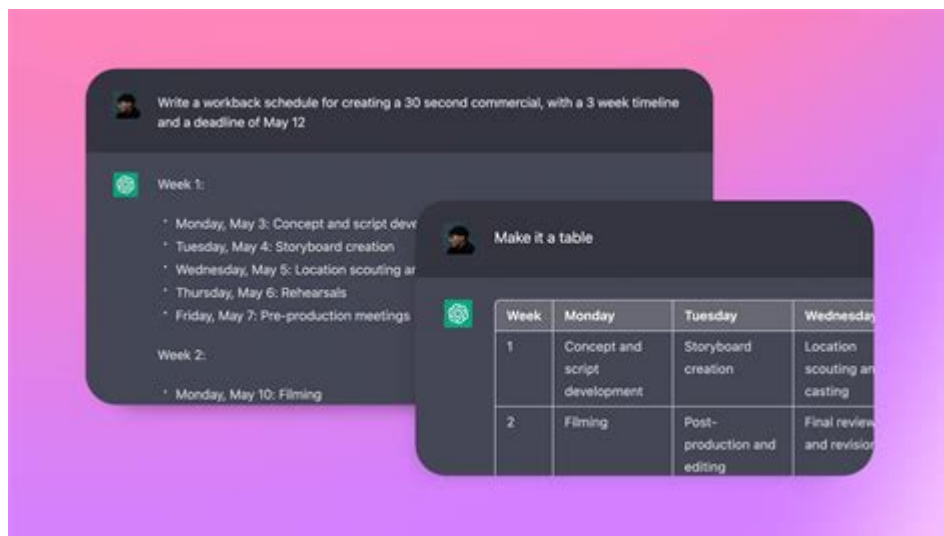 Write a workback schedule for creating a 30 second commercial, with a 3 week timeline
and a deadline of May 12
Week 1:
* Monday, May 3: Concept and script
* Tuesday, May 4: Storyboard creation
* Wednesday, May 5: Location scouting
* Thursday, May 6: Rehearsals
* Friday, May 7: Pre-production meetings
Week 2:
* Monday, May 10: Filming
Make it a table
Week Monday Tuesday Wednesday
1 Concept and Storyboard Location
script creation scouting
development casting
2 Filming Post- Final review
production and and
editing